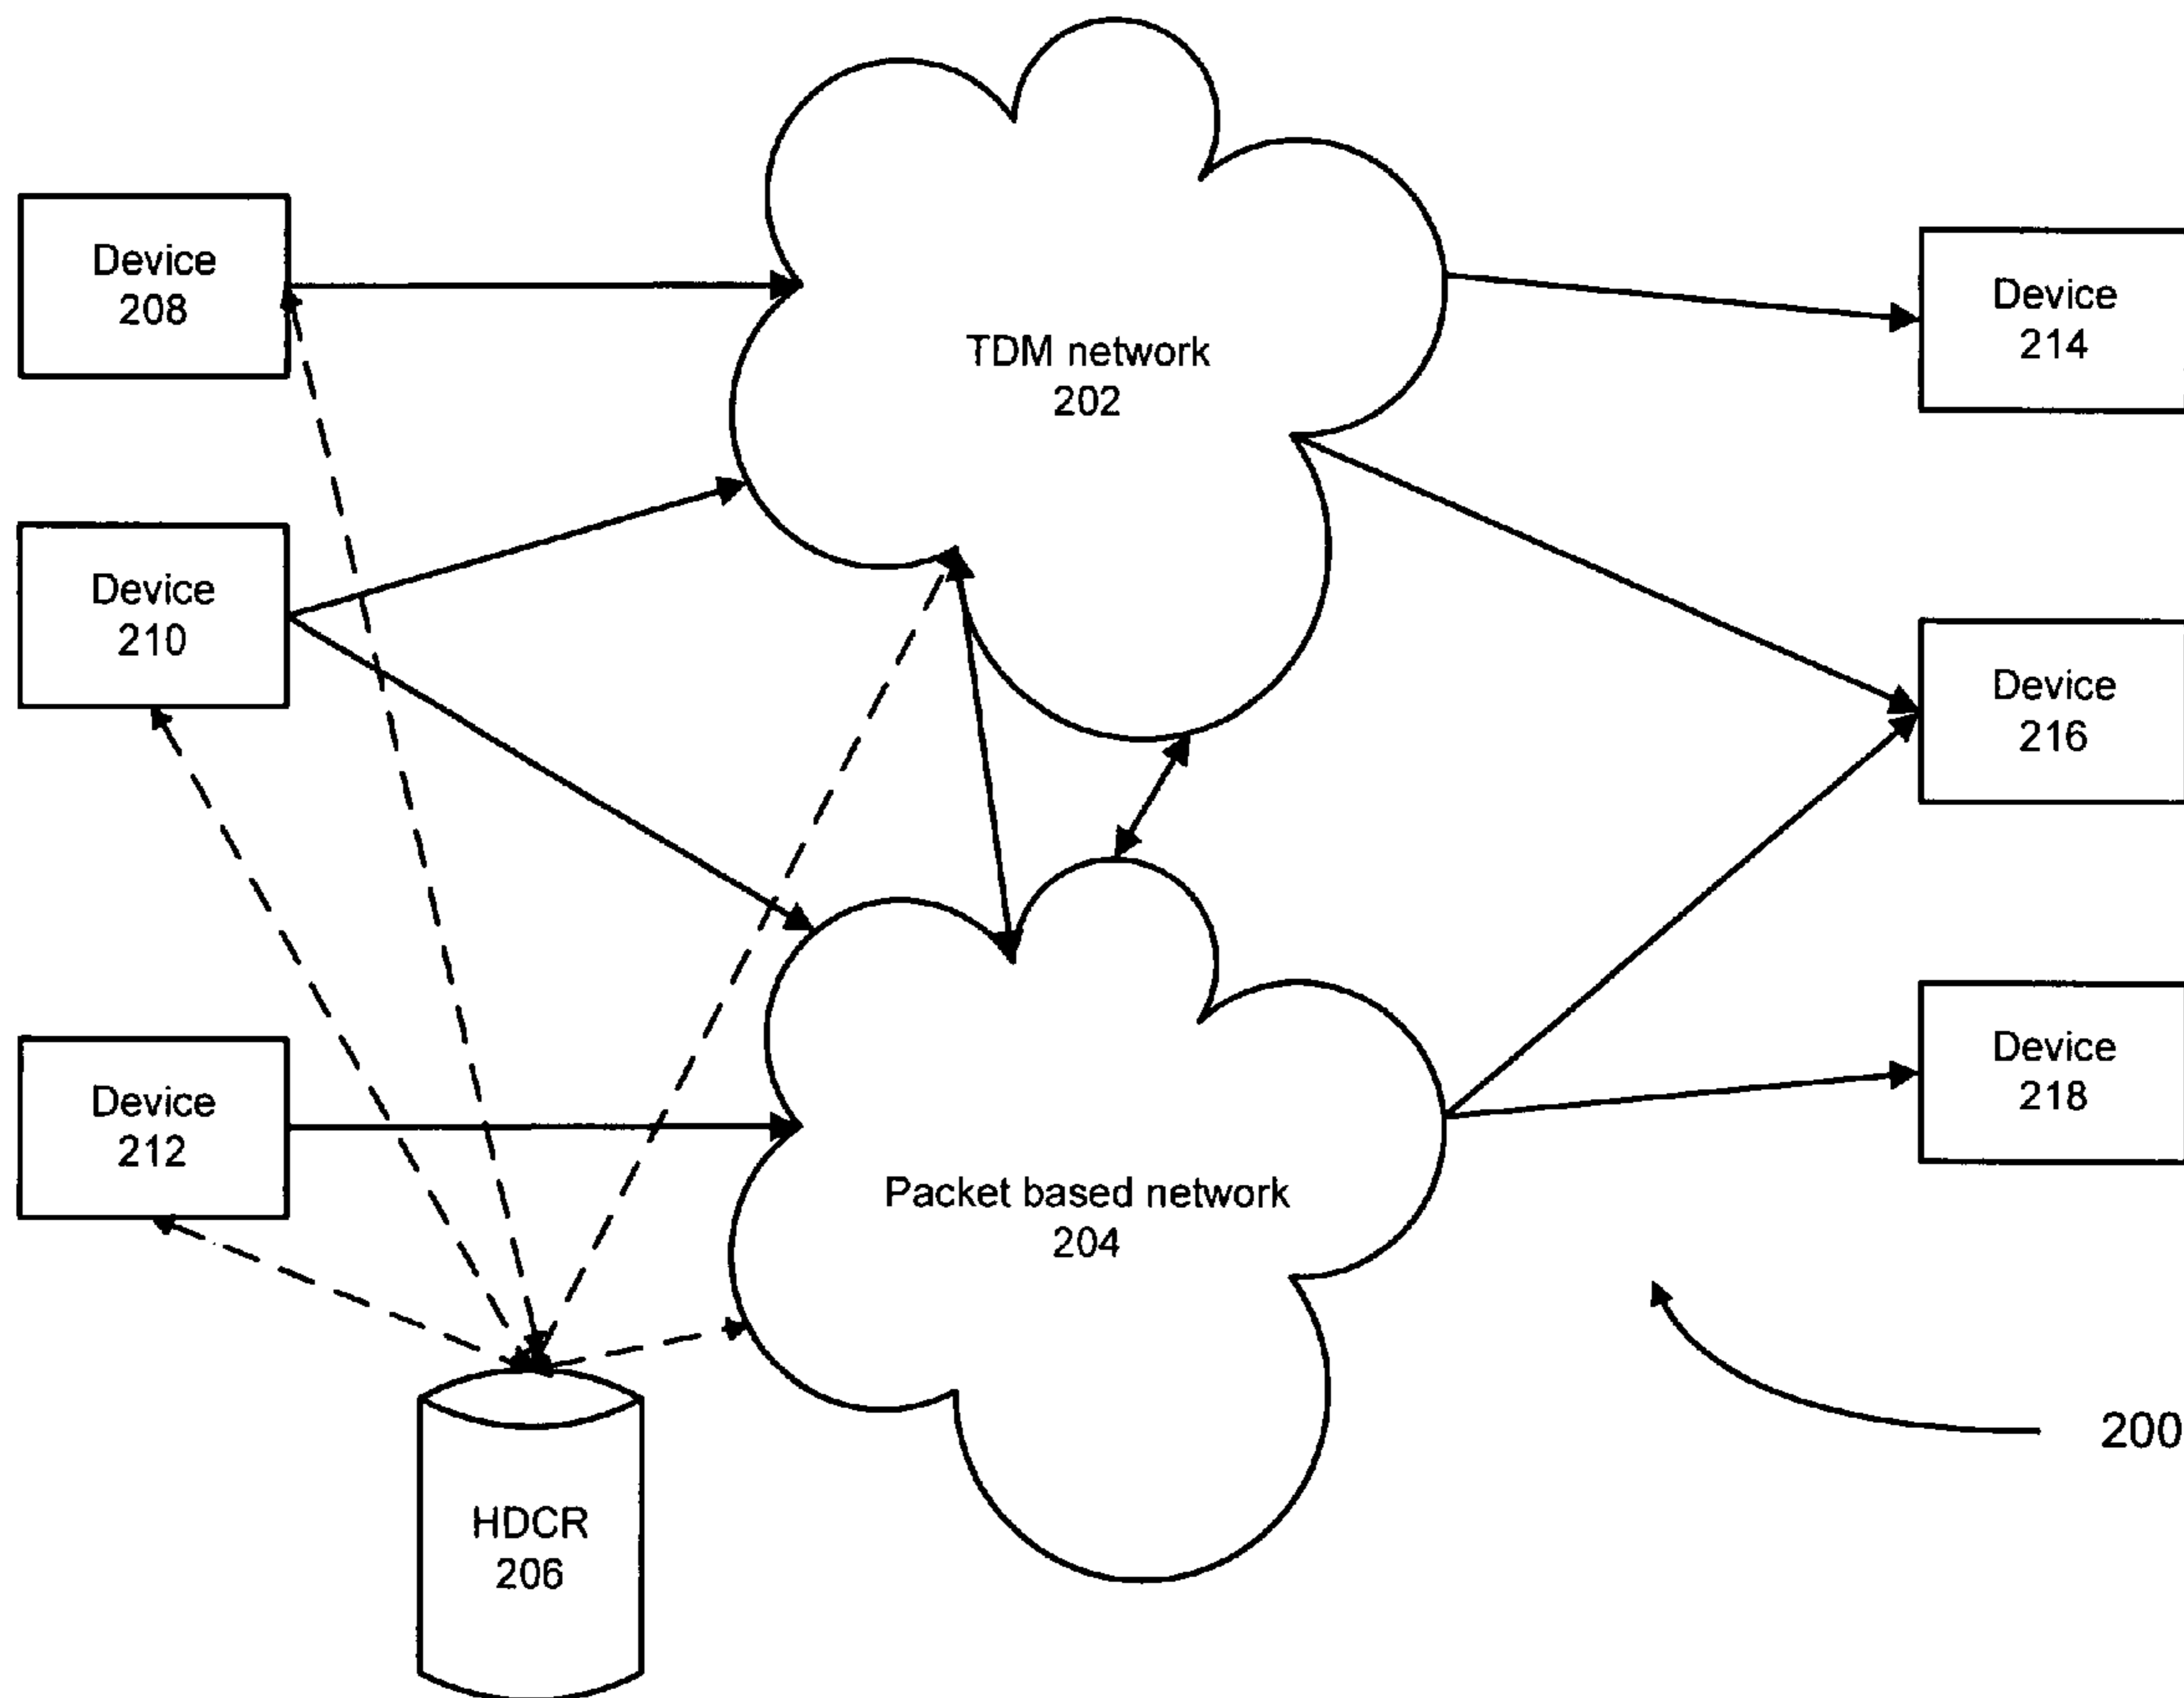 Device
208
TDM network
202
Device
214
Device
210
Device
216
Device
212
Packet based network
204
Device
218
HDCR
206
200